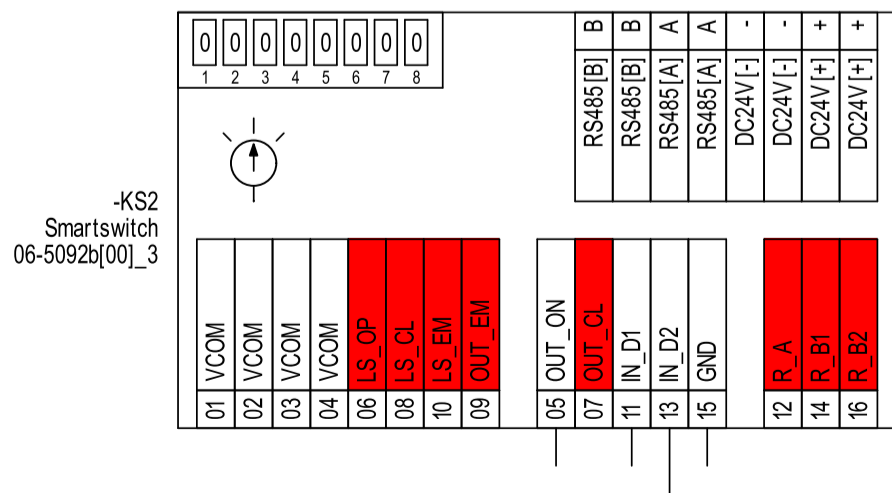 0 0 0 0 0 0 0 0
1 2 3 4 5 6 7 8
B B A A - - + +
RS485[B] RS485[B] RS485[A] RS485[A] DC24V[-] DC24V[-] DC24V[+] DC24V[+]
-KS2
Smartswitch
06-5092b[00]_3
VCOM VCOM VCOM VCOM LS_OP LS_CL LS_EM OUT_EM OUT_ON OUT_CL IN_D1 IN_D2 GND R_A R_B1 R_B2
01 02 03 04 06 08 10 09 05 07 11 13 15 12 14 16